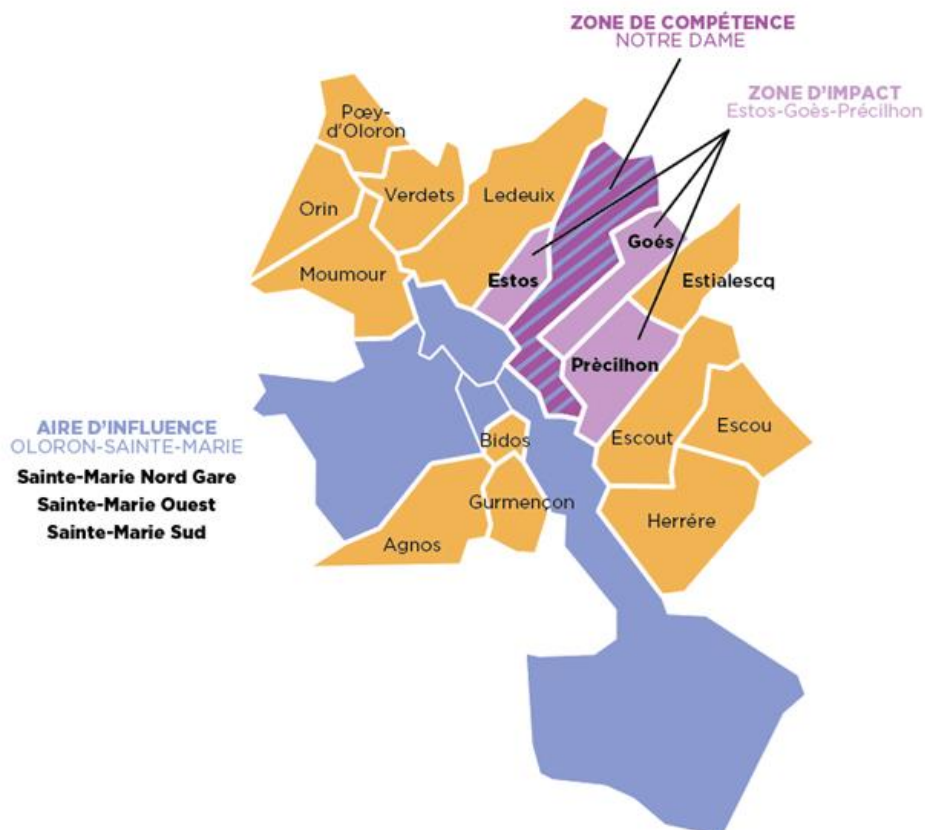 ZONE DE COMPÉTENCE
NOTRE DAME
ZONE D'IMPACT
Estos-Goès-Précilhon
Pœy-
d'Oloron
Verdets
Ledeuix
Orin
Goés
Moumour
Estos
Estialescq
Prècilhon
AIRE D'INFLUENCE
OLORON-SAINTE-MARIE
Sainte-Marie Nord Gare
Sainte-Marie Ouest
Sainte-Marie Sud
Bidos
Escout
Escou
Gurmençon
Herrére
Agnos